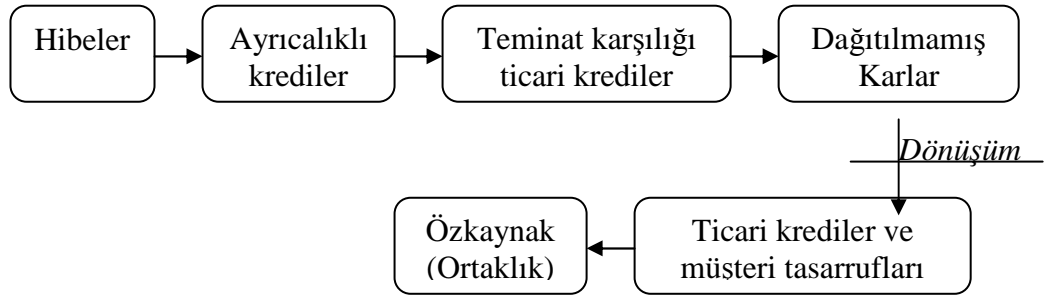 Hibeler
Ayrıcalıklı
krediler
Teminat karşılığı
ticari krediler
Dağıtılmamış
Karlar
Dönüşüm
Ticari krediler ve
müşteri tasarrufları
Özkaynak
(Ortaklık)